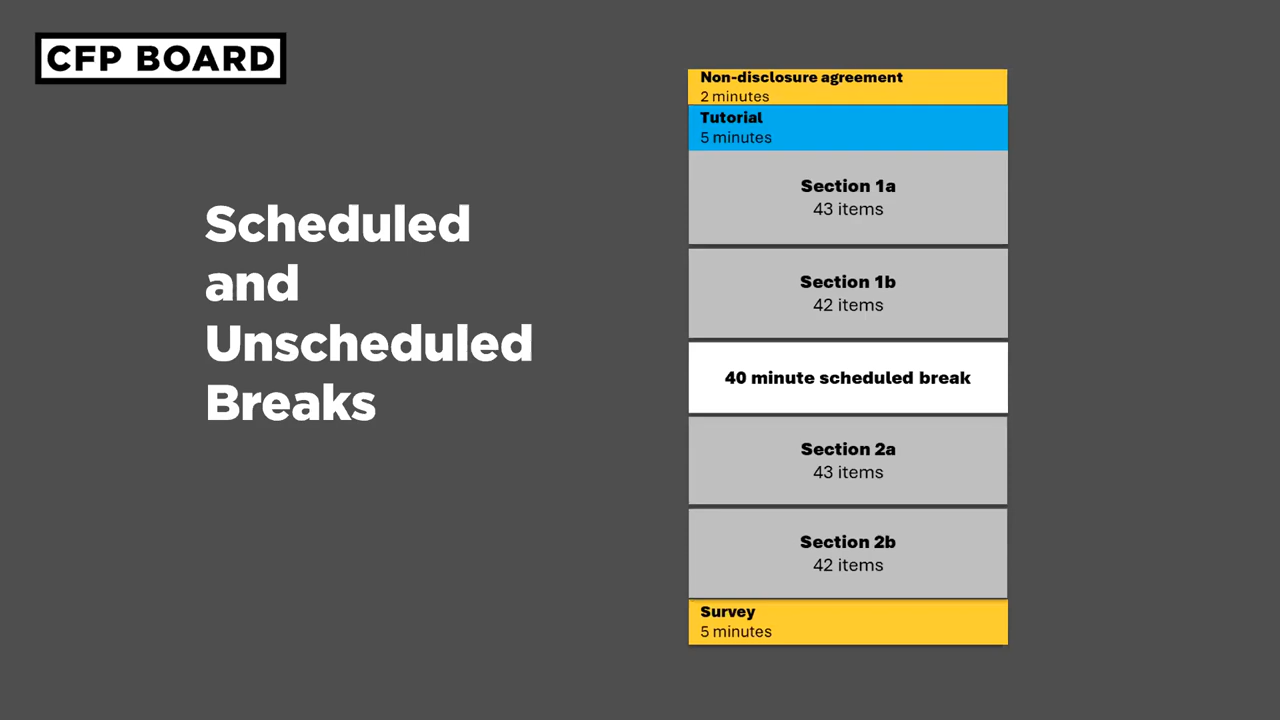 CFP BOARD
Scheduled
and
Unscheduled
Breaks
Non-disclosure agreement
2 minutes
Tutorial
5 minutes
Section 1a
43 items
Section 1b
42 items
40 minute scheduled break
Section 2a
43 items
Section 2b
42 items
Survey
5 minutes